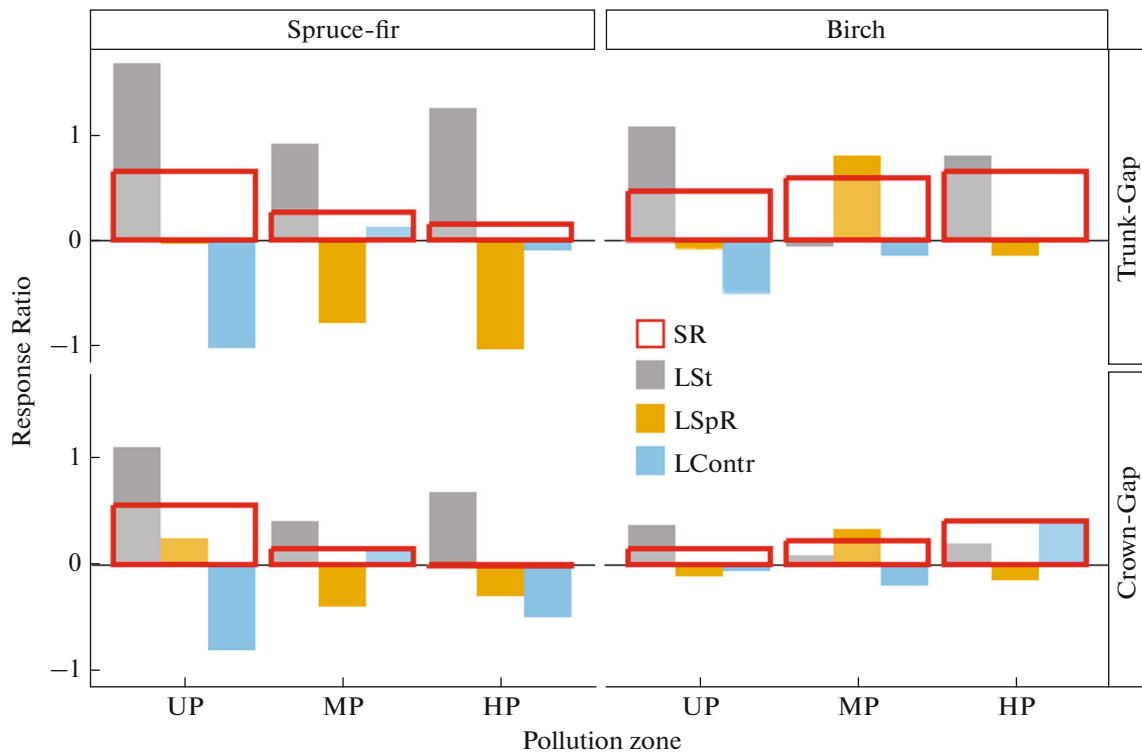 Spruce-fir
Birch
Trunk-Gap
1
0
−1
Response Ratio
SR
LSt
LSpR
LContr
Crown-Gap
1
0
−1
UP
MP
HP
UP
MP
HP
Pollution zone